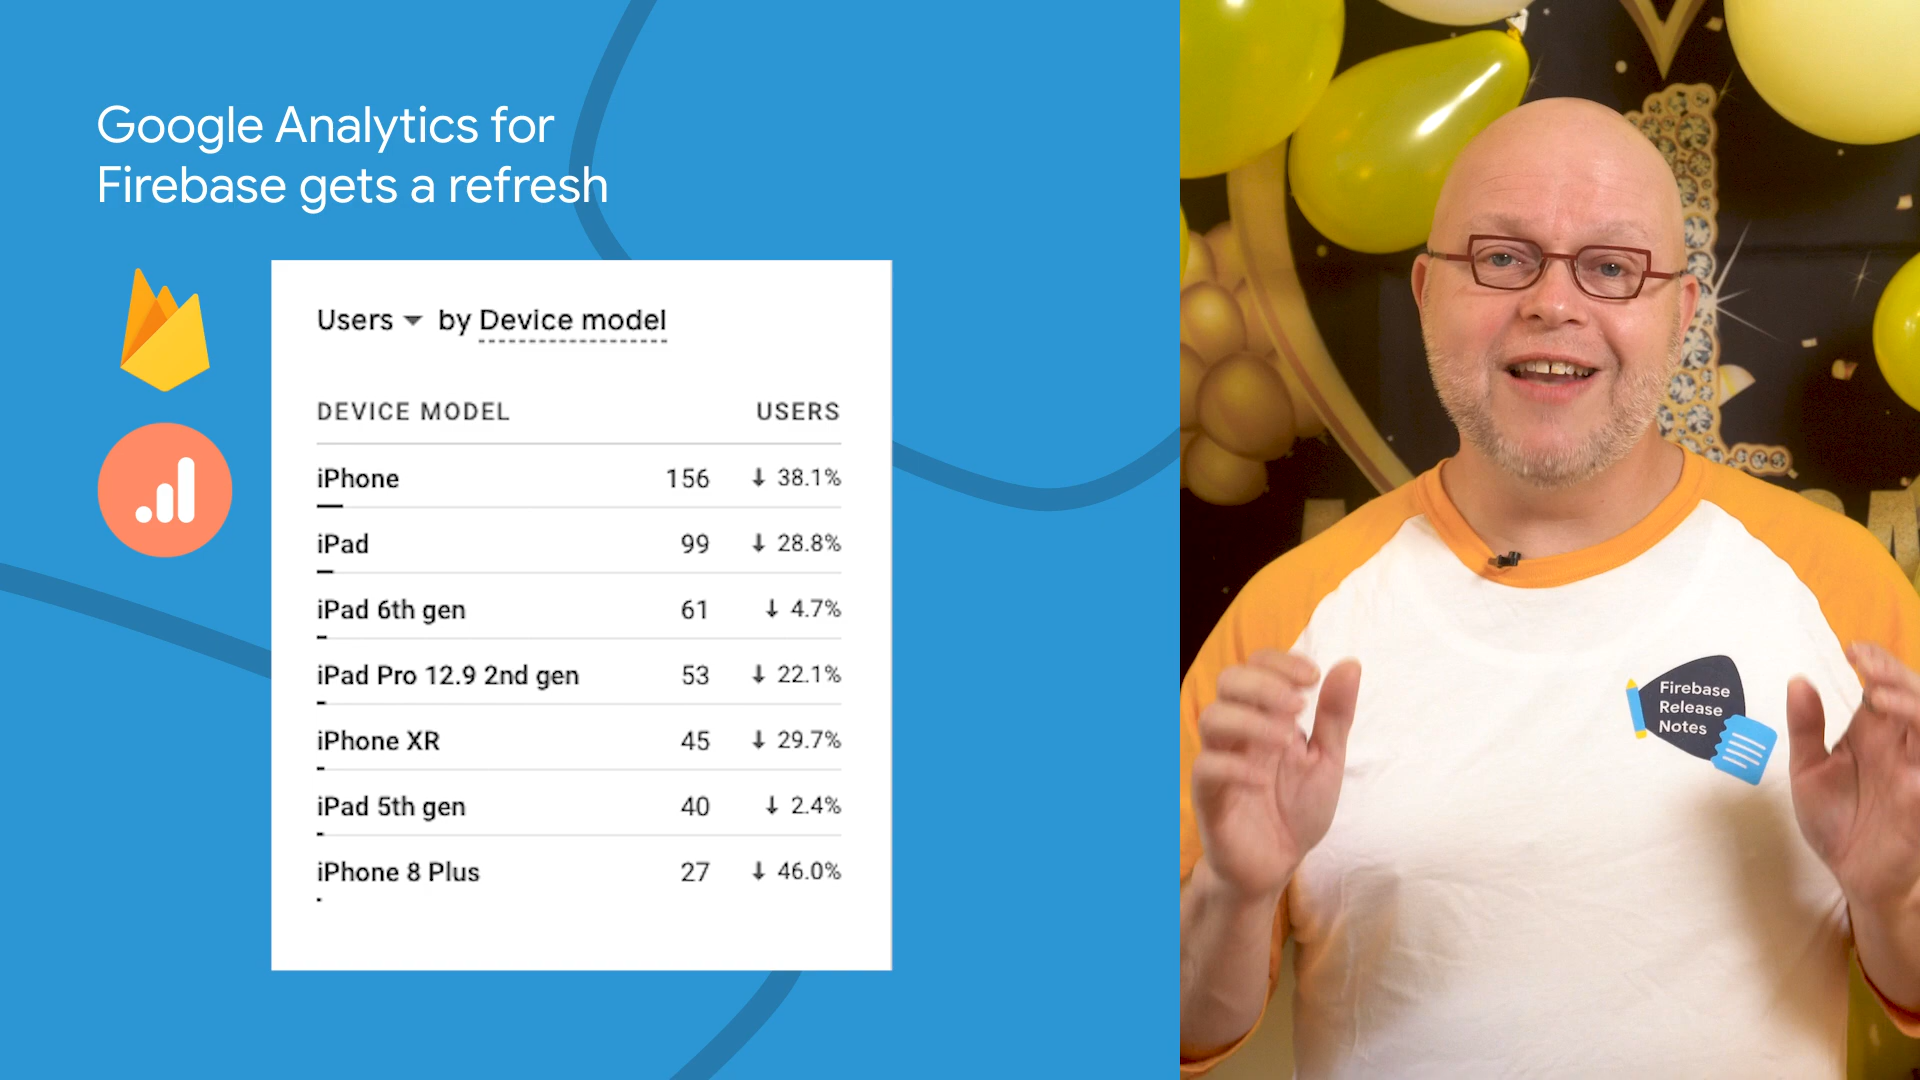 Google Analytics for
Firebase gets a refresh
Users by Device model
DEVICE MODEL USERS
iPhone 156 ↓ 38.1%
iPad 99 ↓ 28.8%
iPad 6th gen 61 ↓ 4.7%
iPad Pro 12.9 2nd gen 53 ↓ 22.1%
iPhone XR 45 ↓ 29.7%
iPad 5th gen 40 ↓ 2.4%
iPhone 8 Plus 27 ↓ 46.0%
Firebase
Release
Notes